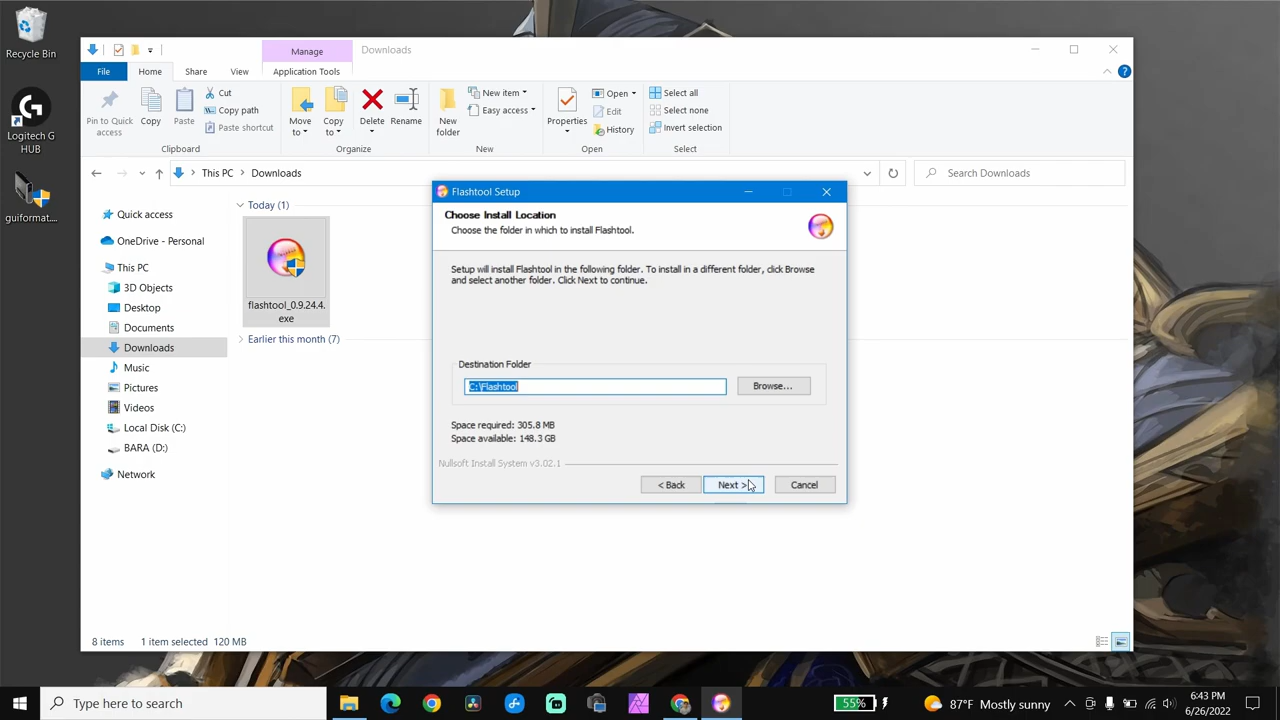 Recycle Bin
Logitech G
HUB
guiformat....
Manage
Downloads
File
Home
Share
View
Application Tools
Pin to Quick
access
Copy
Paste
Cut
Copy path
Paste shortcut
Clipboard
Move
to
Copy
to
Delete
Rename
Organize
New
folder
New item
Easy access
New
Properties
Open
Edit
History
Open
Select all
Select none
Invert selection
Select
This PC
Downloads
Search Downloads
Quick access
OneDrive - Personal
This PC
3D Objects
Desktop
Documents
Downloads
Music
Pictures
Videos
Local Disk (C:)
BARA (D:)
Network
Today (1)
flashtool_0.9.24.4.
exe
Earlier this month (7)
Flashtool Setup
Choose Install Location
Choose the folder in which to install Flashtool.
Setup will install Flashtool in the following folder. To install in a different folder, click Browse
and select another folder. Click Next to continue.
Destination Folder
C:\Flashtool
Browse...
Space required: 305.8 MB
Space available: 148.3 GB
Nullsoft Install System v3.02.1
< Back
Next >
Cancel
8 items
1 item selected
120 MB
Type here to search
55%
87°F Mostly sunny
6:43 PM
6/26/2022